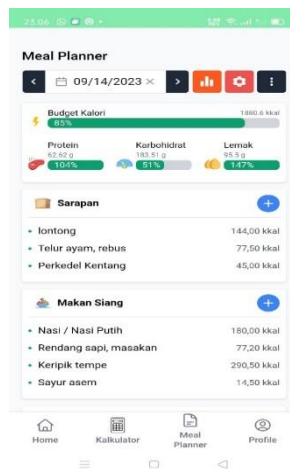 23.06
Meal Planner
09/14/2023
Budget Kalori 1880.6 kkal
85%
Protein Karbohidrat Lemak
62.62 g 183.51 g 95.5 g
104% 51% 147%
Sarapan
lontong 144,00 kkal
Telur ayam, rebus 77,50 kkal
Perkedel Kentang 45,00 kkal
Makan Siang
Nasi / Nasi Putih 180,00 kkal
Rendang sapi, masakan 77,20 kkal
Keripik tempe 290,50 kkal
Sayur asem 14,50 kkal
Home Kalkulator Meal Planner Profile